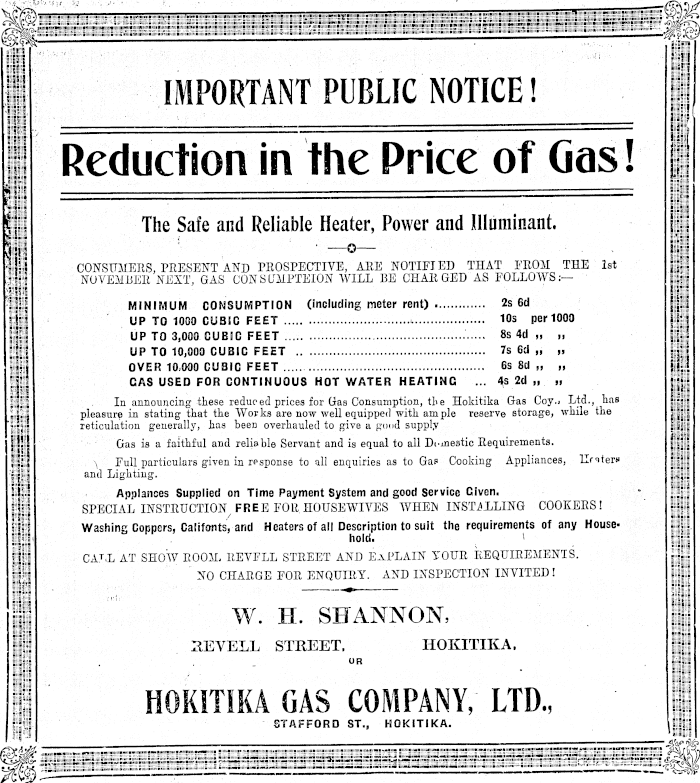 IMPORTANT PUBLIC NOTICE!
Reduction in the Price of Gas!
The Safe and Reliable Heater, Power and Illuminant.
CONSUMERS, PRESENT AND PROSPECTIVE, ARE NOTIFIED THAT FROM THE 1st
NOVEMBER NEXT, GAS CONSUMPTEION WILL BE CHARGED AS FOLLOWS:—
MINIMUM CONSUMPTION (including meter rent) ............ 2s 6d
UP TO 1000 CUBIC FEET ..... ............................................. 10s per 1000
UP TO 3,000 CUBIC FEET ..... ............................................. 8s 4d „ „
UP TO 10,000 CUBIC FEET .. ............................................. 7s 6d „ „
OVER 10,000 CUBIC FEET ..... ............................................. 6s 8d „ „
GAS USED FOR CONTINUOUS HOT WATER HEATING ... 4s 2d „ „
In announcing these reduced prices for Gas Consumption, the Hokitika Gas Coy., Ltd., has
pleasure in stating that the Works are now well equipped with ample reserve storage, while the
reticulation generally, has been overhauled to give a good supply
Gas is a faithful and reliable Servant and is equal to all Domestic Requirements.
Full particulars given in response to all enquiries as to Gas Cooking Appliances, Heaters
and Lighting.
Appliances Supplied on Time Payment System and good Service Given.
SPECIAL INSTRUCTION FREE FOR HOUSEWIVES WHEN INSTALLING COOKERS!
Washing Coppers, Califonts, and Heaters of all Description to suit the requirements of any House-
hold.
CALL AT SHOW ROOM, REVELL STREET AND EXPLAIN YOUR REQUIREMENTS.
NO CHARGE FOR ENQUIRY. AND INSPECTION INVITED!
W. H. SHANNON,
REVELL STREET, HOKITIKA,
OR
HOKITIKA GAS COMPANY, LTD.,
STAFFORD ST., HOKITIKA.